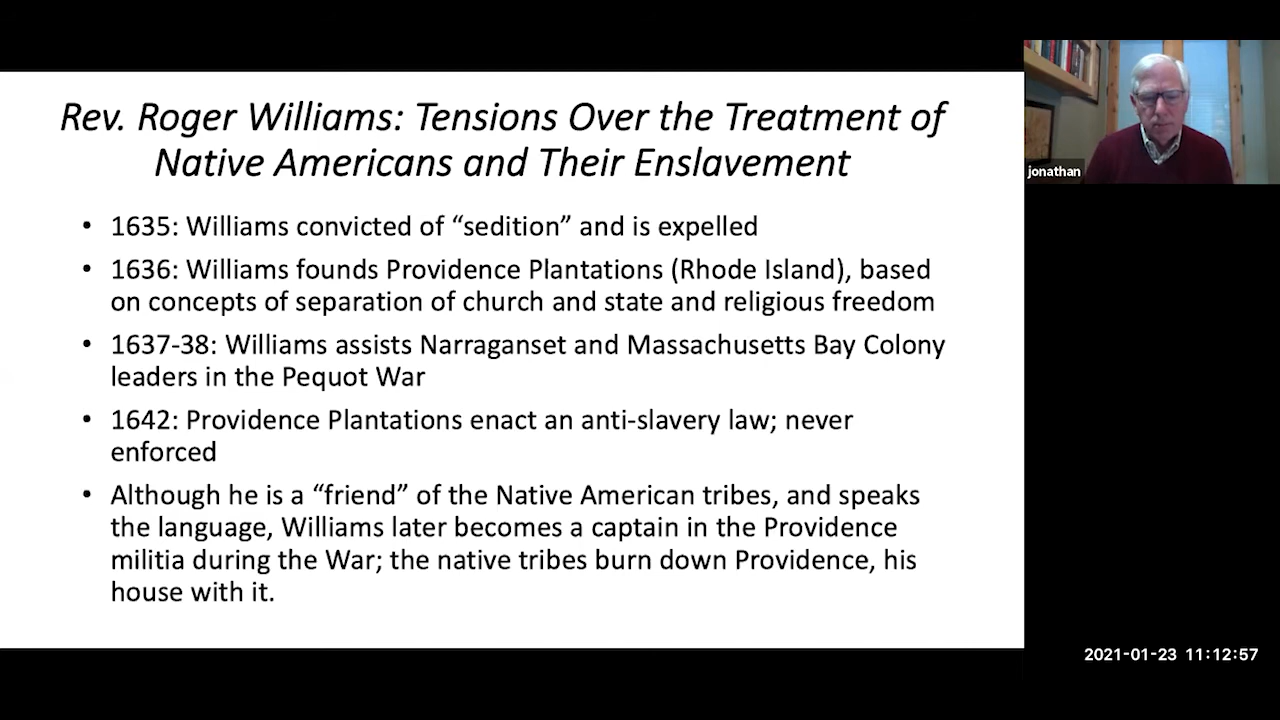 Rev. Roger Williams: Tensions Over the Treatment of
Native Americans and Their Enslavement
• 1635: Williams convicted of “sedition” and is expelled
• 1636: Williams founds Providence Plantations (Rhode Island), based
on concepts of separation of church and state and religious freedom
• 1637-38: Williams assists Narraganset and Massachusetts Bay Colony
leaders in the Pequot War
• 1642: Providence Plantations enact an anti-slavery law; never
enforced
• Although he is a “friend” of the Native American tribes, and speaks
the language, Williams later becomes a captain in the Providence
militia during the War; the native tribes burn down Providence, his
house with it.
jonathan
2021-01-23 11:12:57